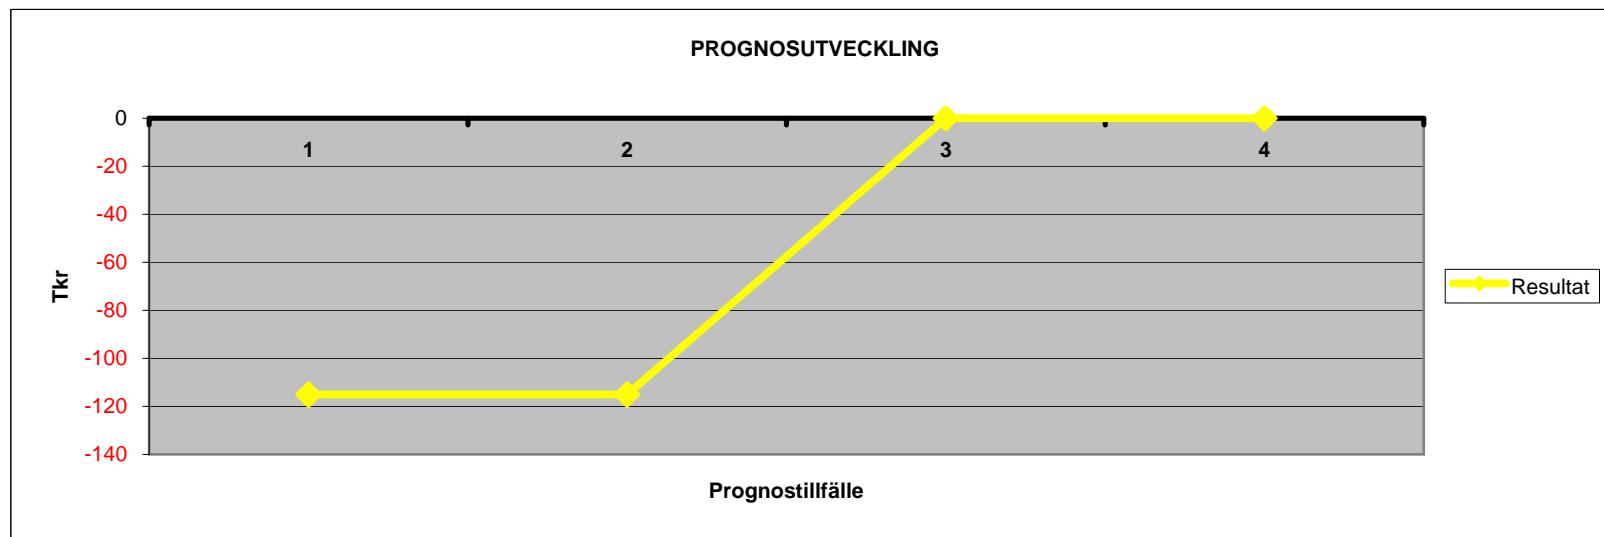 PROGNOSUTVECKLING
0
-20
-40
-60
-80
-100
-120
-140
Tkr
1 2 3 4
Prognostillfälle
Resultat